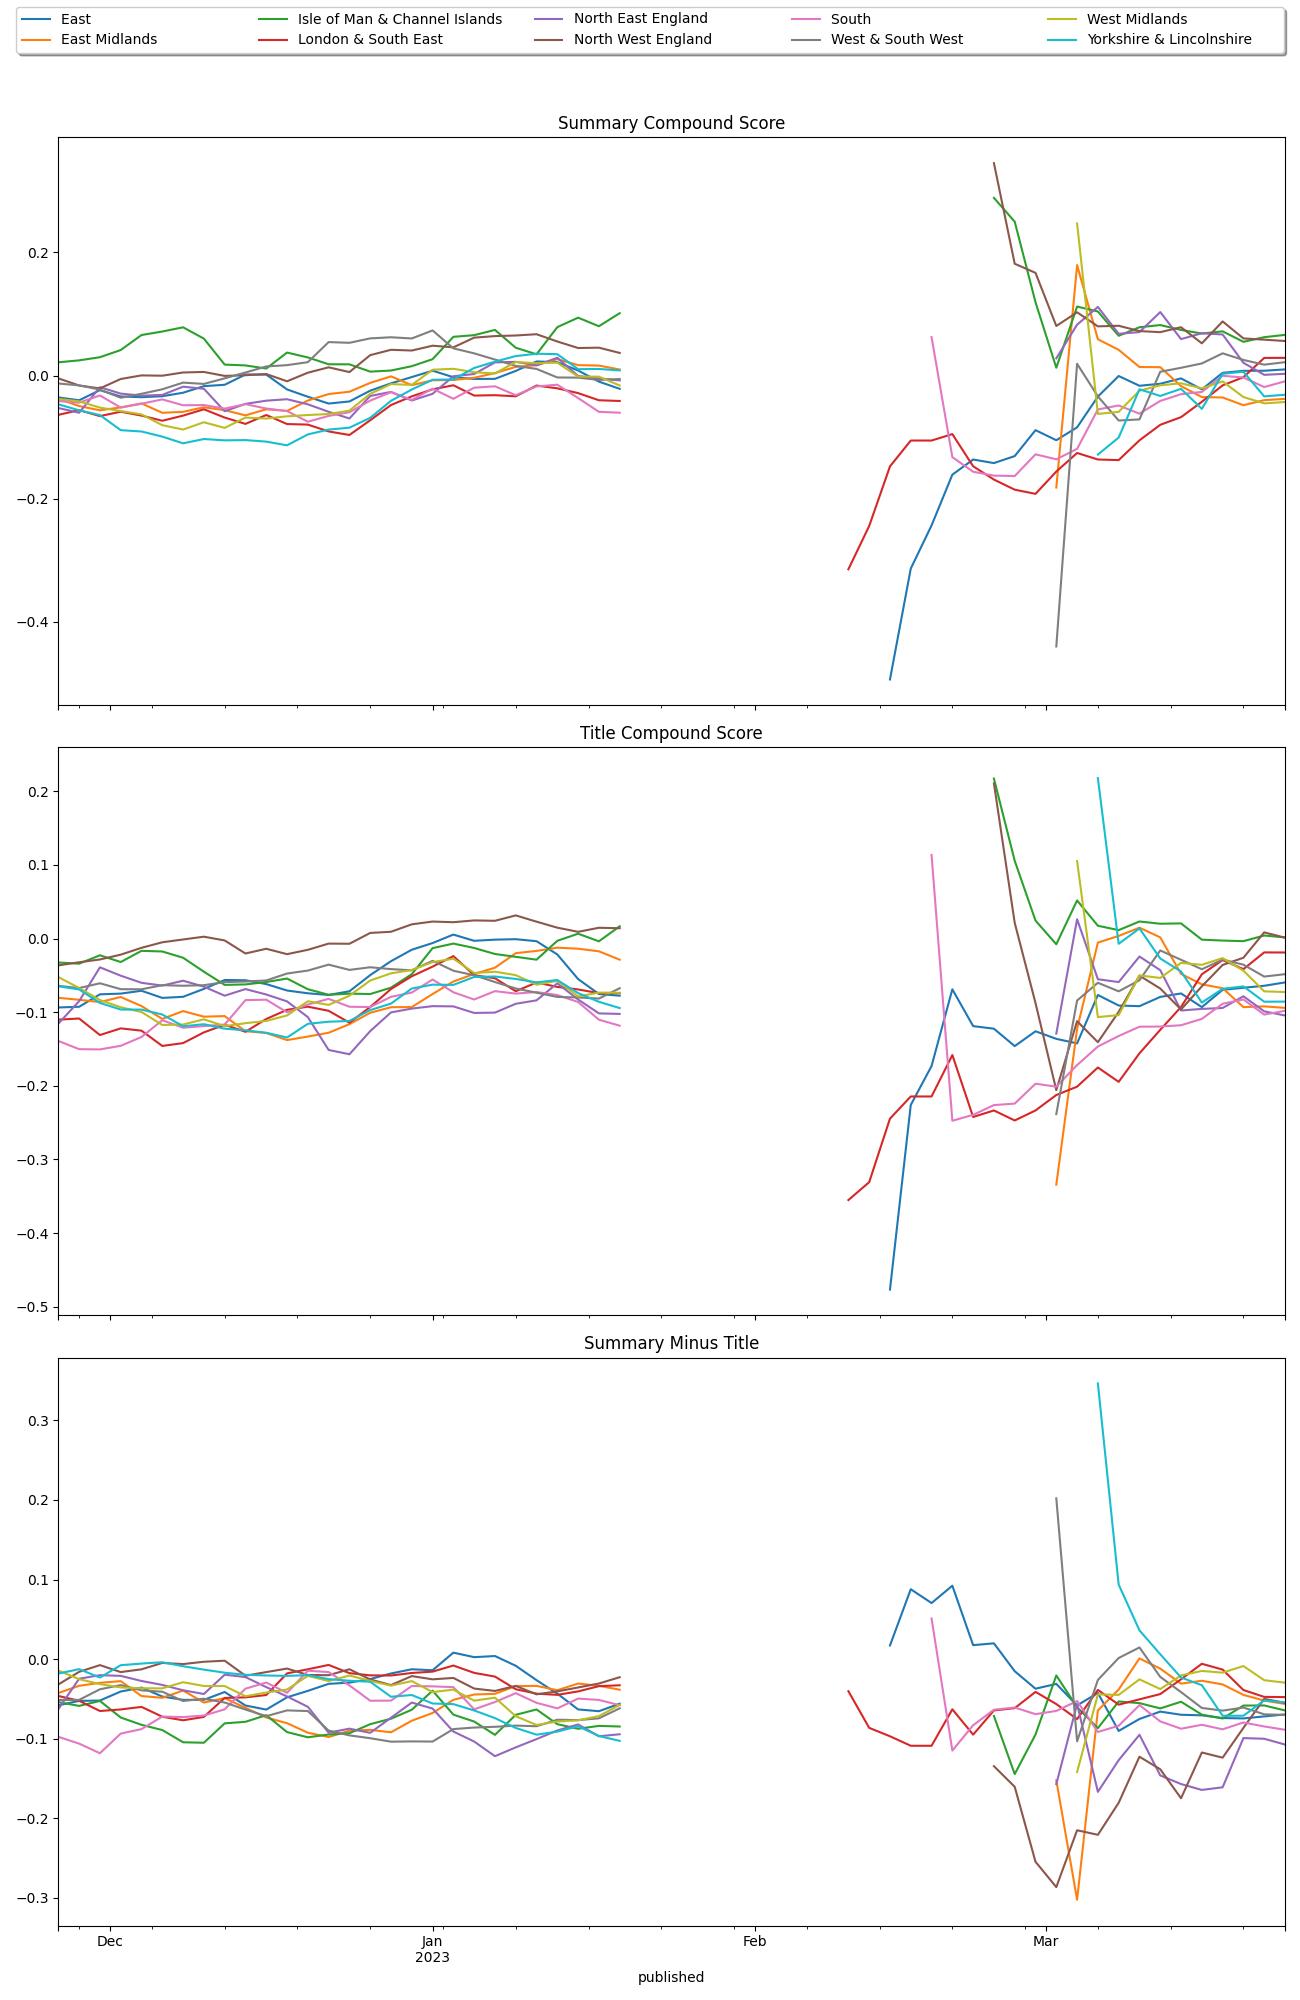 East
Isle of Man & Channel Islands
North East England
South
West Midlands
East Midlands
London & South East
North West England
West & South West
Yorkshire & Lincolnshire
Summary Compound Score
0.2
0.0
−0.2
−0.4
Title Compound Score
0.2
0.1
0.0
−0.1
−0.2
−0.3
−0.4
−0.5
Summary Minus Title
0.3
0.2
0.1
0.0
−0.1
−0.2
−0.3
Dec
Jan
2023
Feb
Mar
published